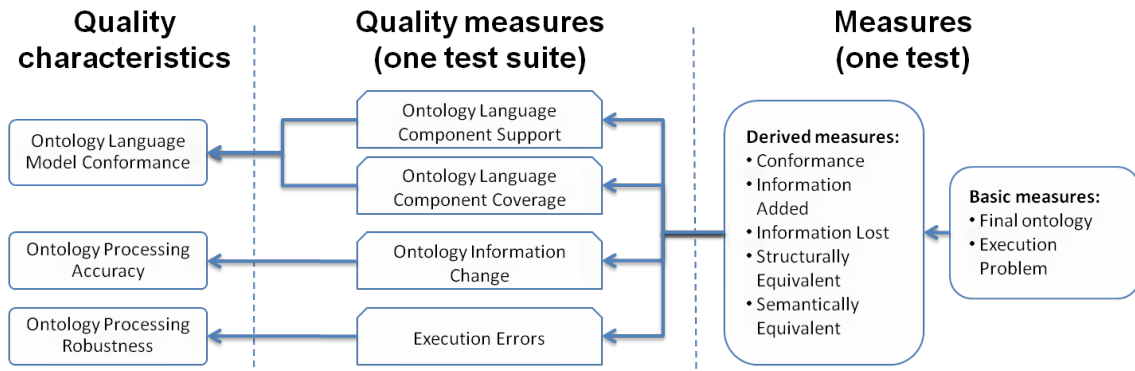 Quality
characteristics
Quality measures
(one test suite)
Measures
(one test)
Ontology Language
Model Conformance
Ontology Processing
Accuracy
Ontology Processing
Robustness
Ontology Language
Component Support
Ontology Language
Component Coverage
Ontology Information
Change
Execution Errors
Derived measures:
• Conformance
• Information
Added
• Information Lost
• Structurally
Equivalent
• Semantically
Equivalent
Basic measures:
• Final ontology
• Execution
Problem